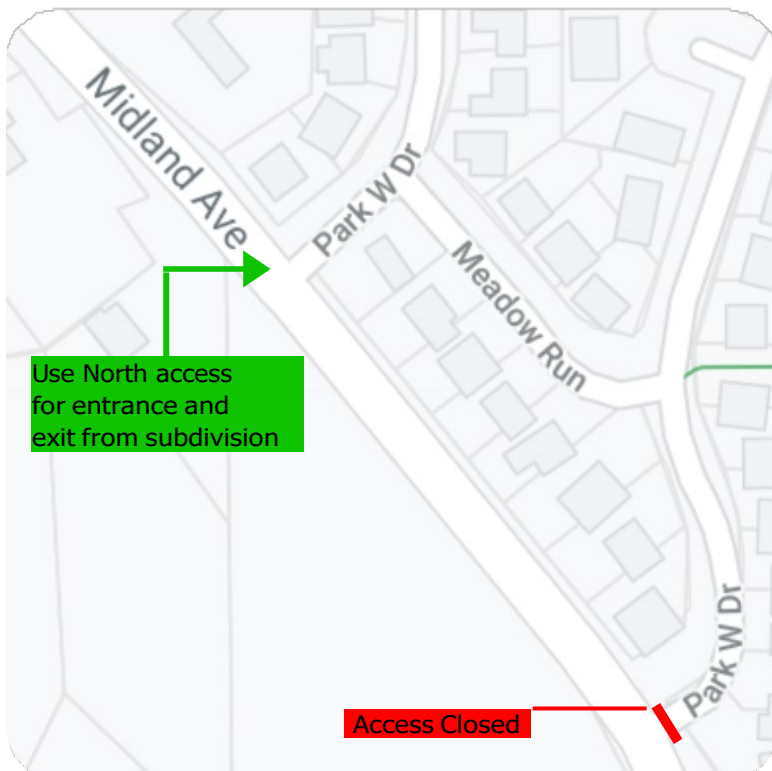 Midland Ave
Park W Dr
Meadow Run
Use North access
for entrance and
exit from subdivision
Park W Dr
Access Closed